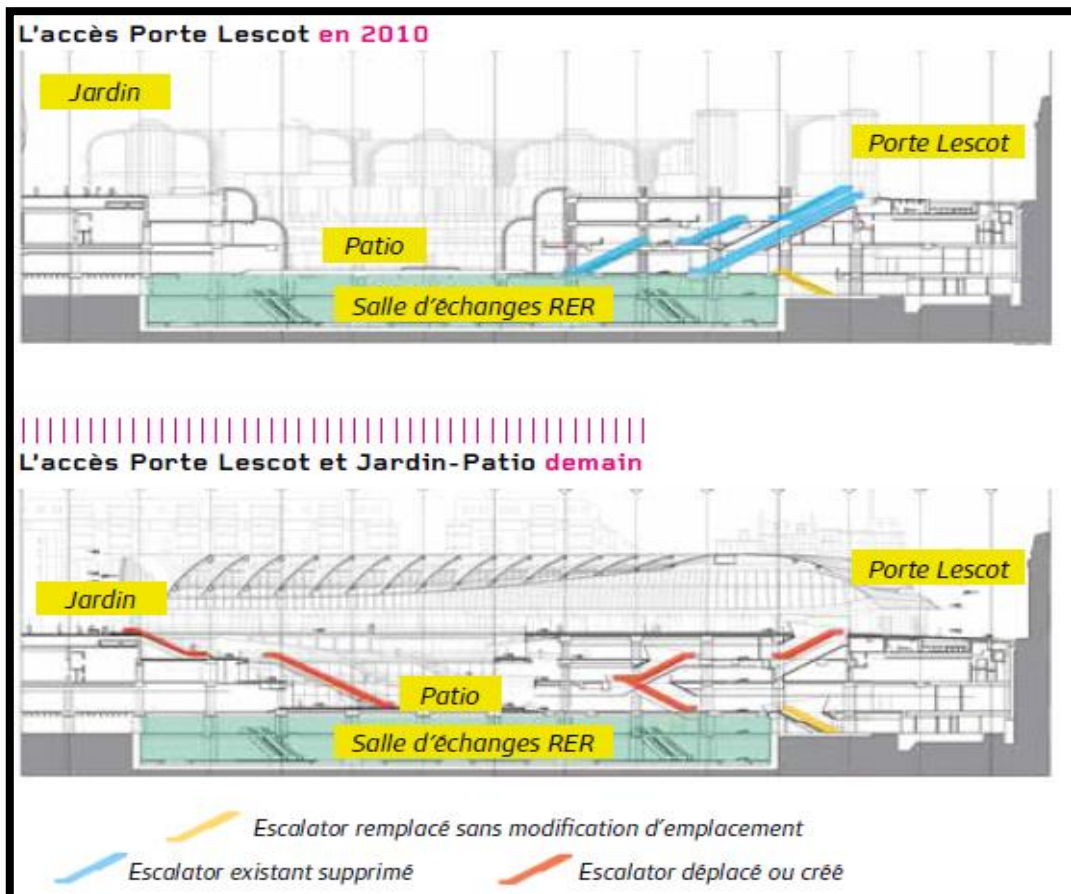 L'accès Porte Lescot en 2010
Jardin
Porte Lescot
Patio
Salle d'échanges RER
L'accès Porte Lescot et Jardin-Patio demain
Porte Lescot
Jardin
Patio
Salle d'échanges RER
Escalator remplacé sans modification d'emplacement
Escalator existant supprimé
Escalator déplacé ou créé